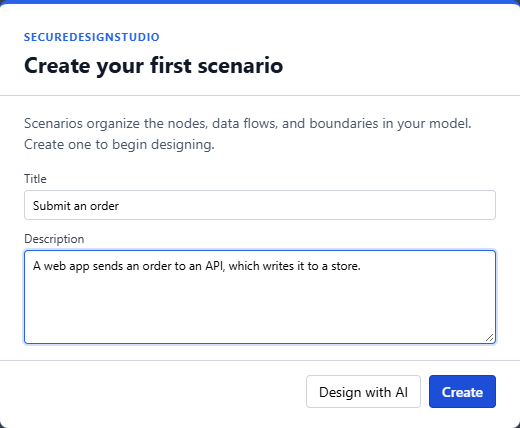 SECUREDESIGNSTUDIO
Create your first scenario
Scenarios organize the nodes, data flows, and boundaries in your model.
Create one to begin designing.
Title
Submit an order
Description
A web app sends an order to an API, which writes it to a store.
Design with AI
Create